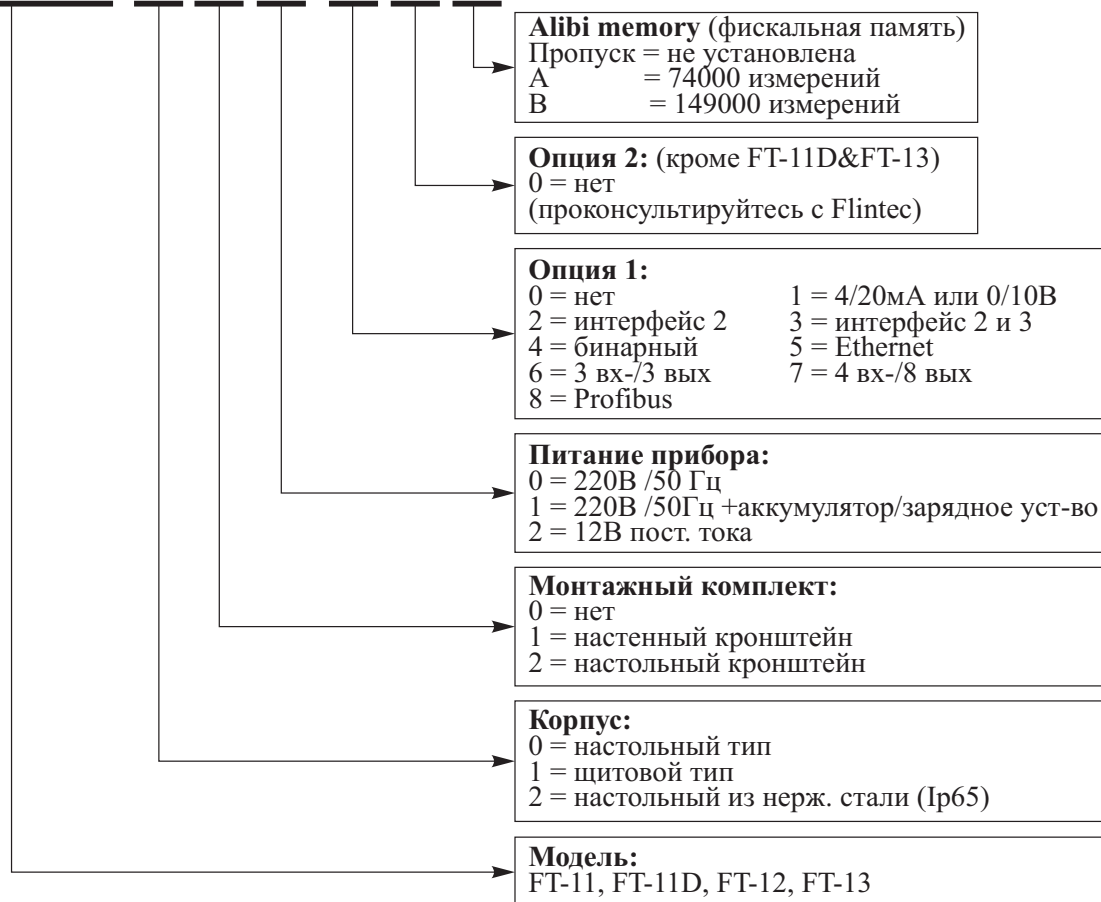 Alibi memory (фискальная память)
Пропуск = не установлена
A = 74000 измерений
B = 149000 измерений
Опция 2: (кроме FT-11D&FT-13)
0 = нет
(проконсультируйтесь с Flintec)
Опция 1:
0 = нет 1 = 4/20мА или 0/10В
2 = интерфейс 2 3 = интерфейс 2 и 3
4 = бинарный 5 = Ethernet
6 = 3 вх-/3 вых 7 = 4 вх-/8 вых
8 = Profibus
Питание прибора:
0 = 220В /50 Гц
1 = 220В /50Гц +аккумулятор/зарядное уст-во
2 = 12В пост. тока
Монтажный комплект:
0 = нет
1 = настенный кронштейн
2 = настольный кронштейн
Корпус:
0 = настольный тип
1 = щитовой тип
2 = настольный из нерж. стали (Ip65)
Модель:
FT-11, FT-11D, FT-12, FT-13